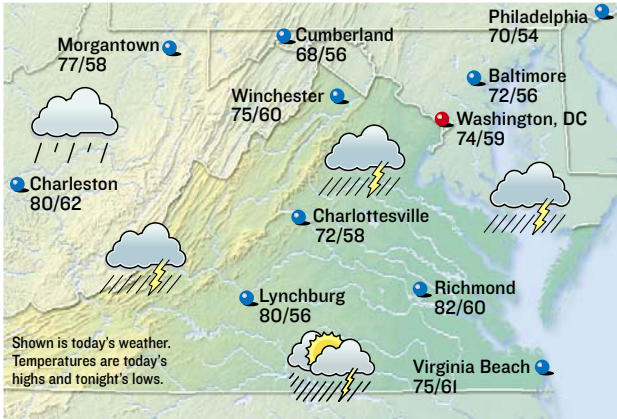 Philadelphia
70/54
Cumberland
68/56
Morgantown
77/58
Baltimore
72/56
Winchester
75/60
Washington, DC
74/59
Charleston
80/62
Charlottesville
72/58
Richmond
82/60
Lynchburg
80/56
Shown is today's weather.
Temperatures are today's
highs and tonight's lows.
Virginia Beach
75/61